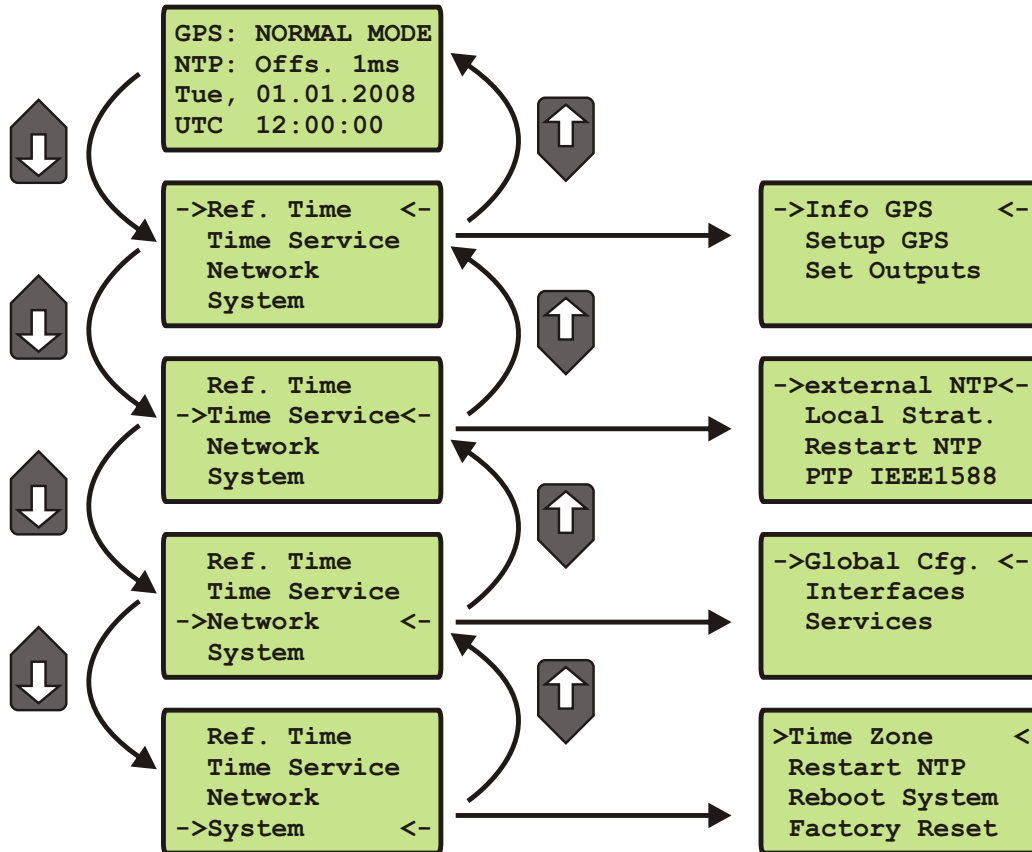 GPS: NORMAL MODE
NTP: Offs. 1ms
Tue, 01.01.2008
UTC  12:00:00
->Ref. Time   <-
Time Service
Network
System
->Info GPS    <-
Setup GPS
Set Outputs
Ref. Time
->Time Service<-
Network
System
->external NTP<-
Local Strat.
Restart NTP
PTP IEEE1588
Ref. Time
Time Service
->Network     <-
System
->Global Cfg. <-
Interfaces
Services
Ref. Time
Time Service
Network
->System      <-
>Time Zone     <
Restart NTP
Reboot System
Factory Reset